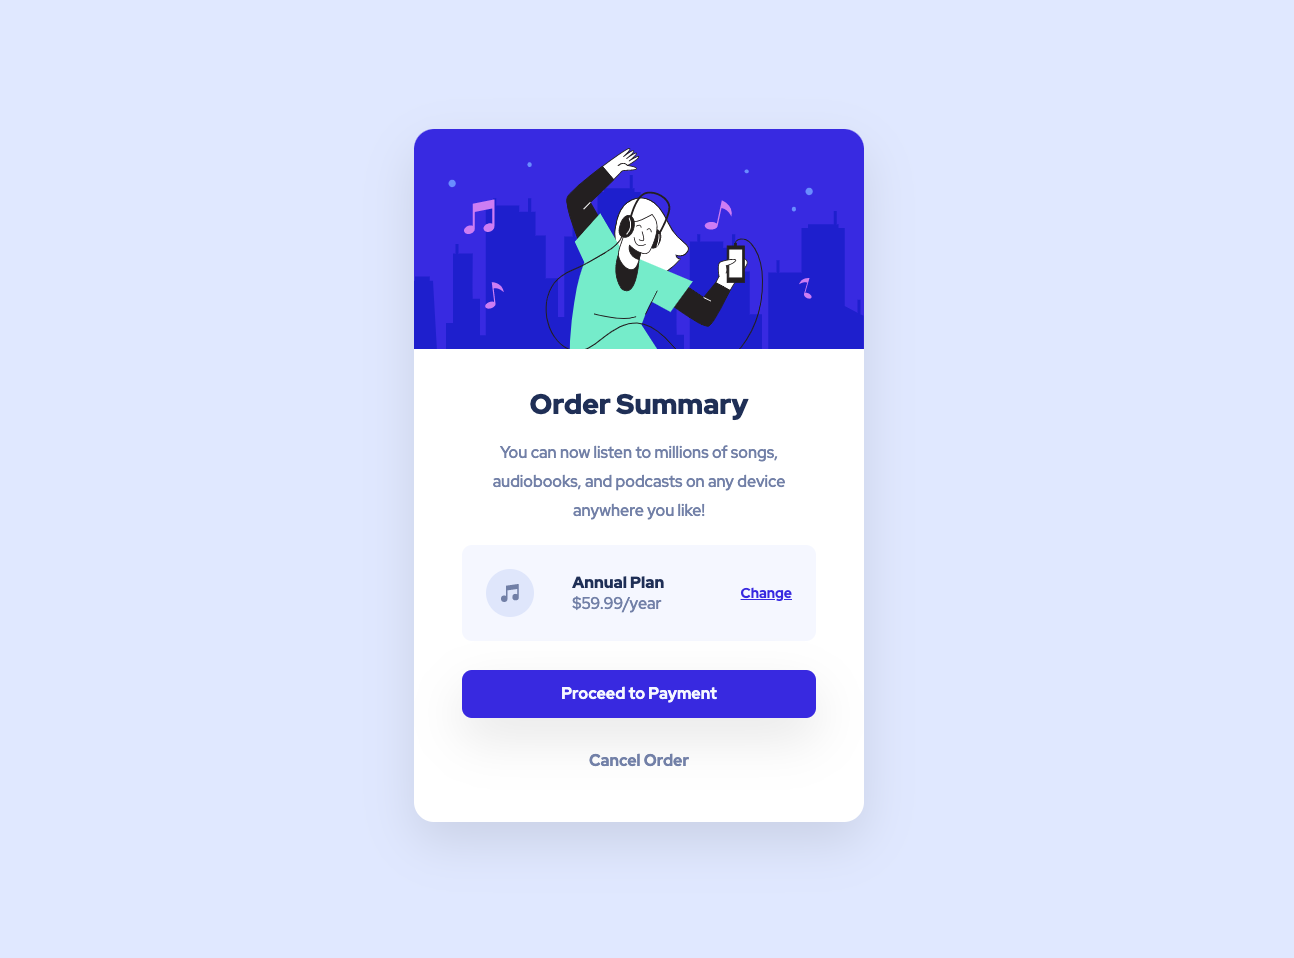 Order Summary
You can now listen to millions of songs,
audiobooks, and podcasts on any device
anywhere you like!
Annual Plan
$59.99/year
Change
Proceed to Payment
Cancel Order